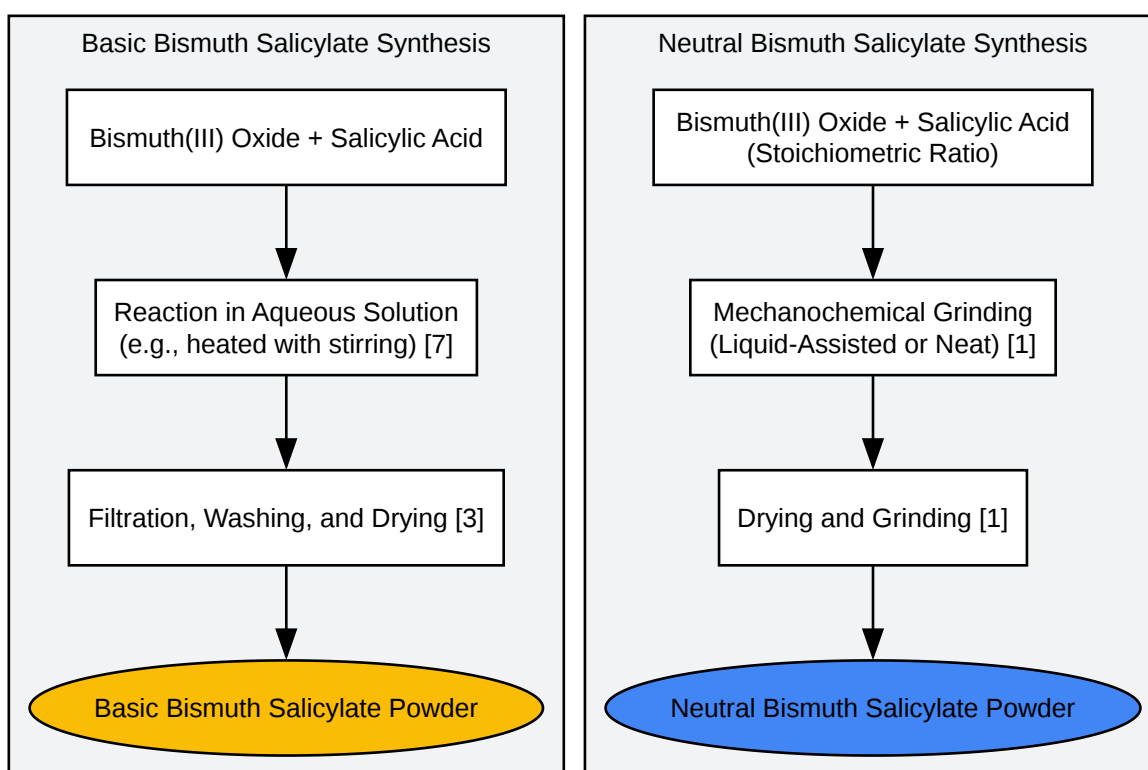 Basic Bismuth Salicylate Synthesis
Bismuth(III) Oxide + Salicylic Acid
Reaction in Aqueous Solution
(e.g., heated with stirring) [7]
Filtration, Washing, and Drying [3]
Basic Bismuth Salicylate Powder
Neutral Bismuth Salicylate Synthesis
Bismuth(III) Oxide + Salicylic Acid
(Stoichiometric Ratio)
Mechanochemical Grinding
(Liquid-Assisted or Neat) [1]
Drying and Grinding [1]
Neutral Bismuth Salicylate Powder